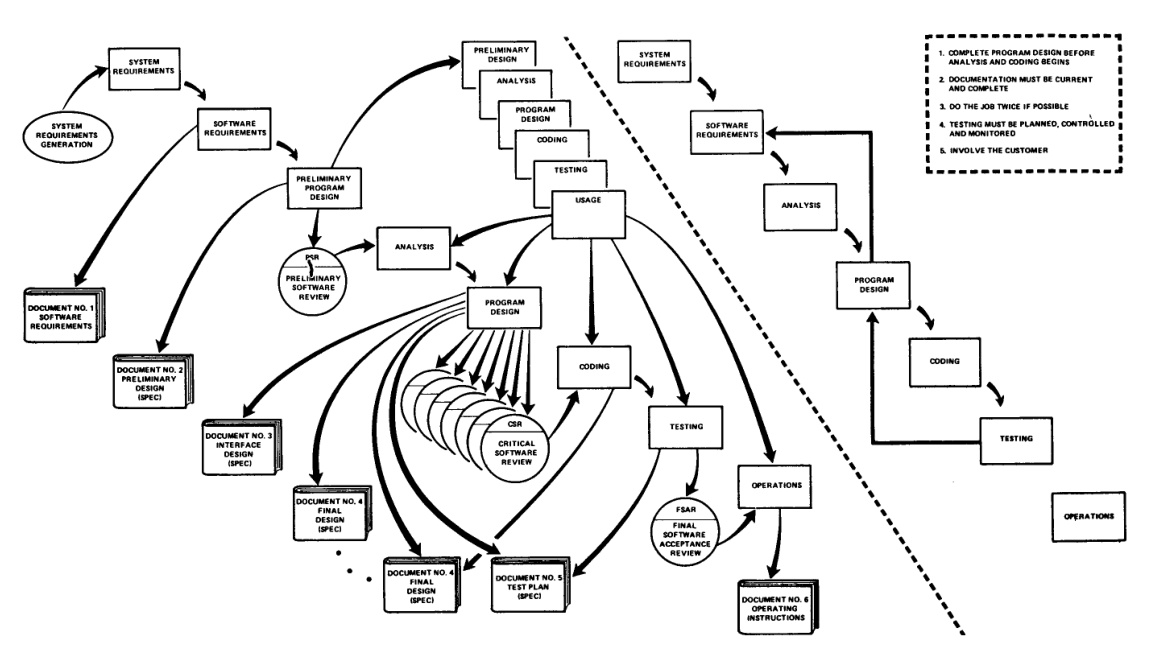 SYSTEM
REQUIREMENTS
SYSTEM
REQUIREMENTS
GENERATION
SOFTWARE
REQUIREMENTS
PRELIMINARY
PROGRAM
DESIGN
PRELIMINARY
DESIGN
ANALYSIS
PROGRAM
DESIGN
CODING
TESTING
USAGE
PSR
PRELIMINARY
SOFTWARE
REVIEW
ANALYSIS
PROGRAM
DESIGN
DOCUMENT NO. 1
SOFTWARE
REQUIREMENTS
DOCUMENT NO. 2
PRELIMINARY
DESIGN
(SPEC)
DOCUMENT NO. 3
INTERFACE
DESIGN
(SPEC)
DOCUMENT NO. 4
FINAL
DESIGN
(SPEC)
DOCUMENT NO. 4
FINAL
DESIGN
(SPEC)
DOCUMENT NO. 5
TEST PLAN
(SPEC)
CSR
CRITICAL
SOFTWARE
REVIEW
CODING
TESTING
FSAR
FINAL
SOFTWARE
ACCEPTANCE
REVIEW
OPERATIONS
DOCUMENT NO. 6
OPERATING
INSTRUCTIONS
SYSTEM
REQUIREMENTS
SOFTWARE
REQUIREMENTS
ANALYSIS
PROGRAM
DESIGN
CODING
TESTING
OPERATIONS
1. COMPLETE PROGRAM DESIGN BEFORE
ANALYSIS AND CODING BEGINS
2. DOCUMENTATION MUST BE CURRENT
AND COMPLETE
3. DO THE JOB TWICE IF POSSIBLE
4. TESTING MUST BE PLANNED, CONTROLLED
AND MONITORED
5. INVOLVE THE CUSTOMER